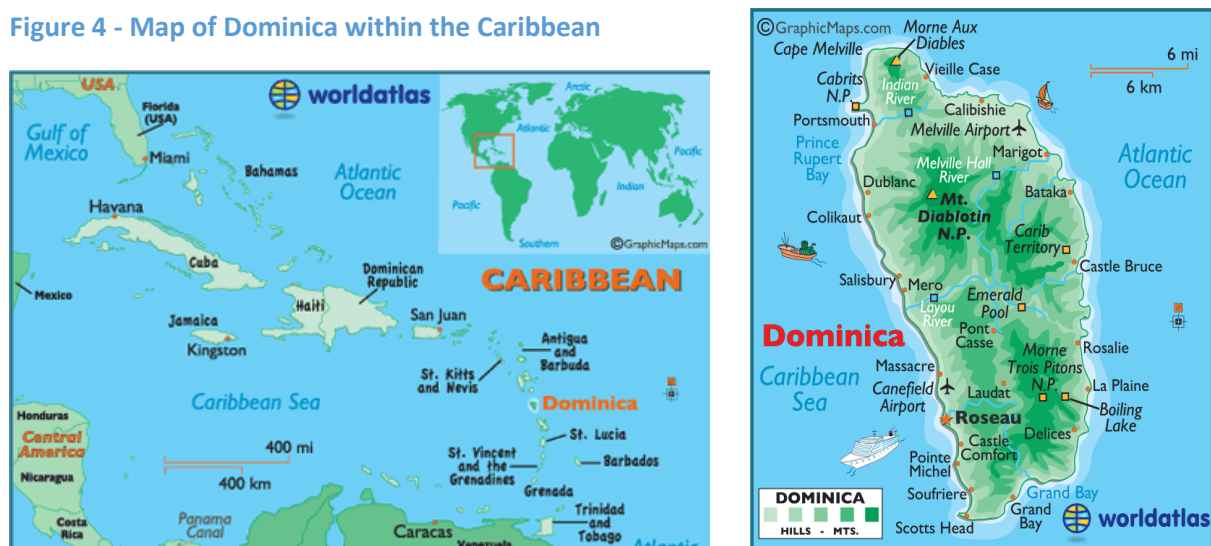 Figure 4 - Map of Dominica within the Caribbean
USA
worldatlas
Florida
(USA)
Gulf of
Mexico
Miami
Bahamas
Atlantic
Ocean
Havana
Cuba
Mexico
Arctic
Atlantic
Pacific
Indian
Pacific
Southern
©GraphicMaps.com
CARIBBEAN
Dominican
Republic
Haiti
San Juan
Jamaica
Kingston
Antigua
and
Barbuda
St. Kitts
and Nevis
Caribbean Sea
Dominica
N
Honduras
Central
America
400 mi
400 km
St. Lucia
St. Vincent
and the
Grenadines
Barbados
Nicaragua
Grenada
Costa
Rica
Panama
Canal
Caracas
Venezuela
Trinidad
and
Tobago
Atlantic
©GraphicMaps.com
Morne Aux
Diables
Cape Melville
6 mi
6 km
Vieille Case
Cabrits
N.P.
Indian
River
Calibishie
Portsmouth
Melville Airport
Prince
Rupert
Bay
Marigot
Melville Hall
River
Atlantic
Ocean
Dublanc
Mt.
Diablotin
N.P.
Bataka
Colikaut
Carib
Territory
Castle Bruce
Salisbury
Mero
Layou
River
Emerald
Pool
N
Dominica
Pont
Casse
Rosalie
Massacre
Morne
Trois Pitons
N.P.
Caribbean
Sea
Canefield
Airport
Laudat
La Plaine
Boiling
Lake
Roseau
Delices
Castle
Comfort
Pointe
Michel
Soufriere
Grand Bay
Grand
Bay
Scotts Head
DOMINICA
HILLS - MTS.
worldatlas